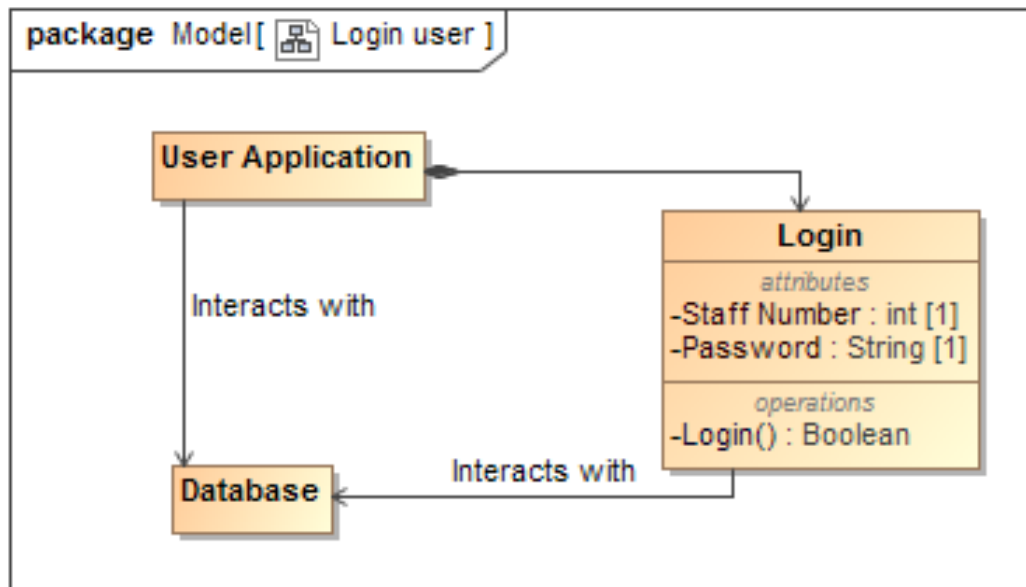 package Model[ Login user ]
User Application
Login
attributes
-Staff Number : int [1]
-Password : String [1]
operations
-Login() : Boolean
Interacts with
Interacts with
Database